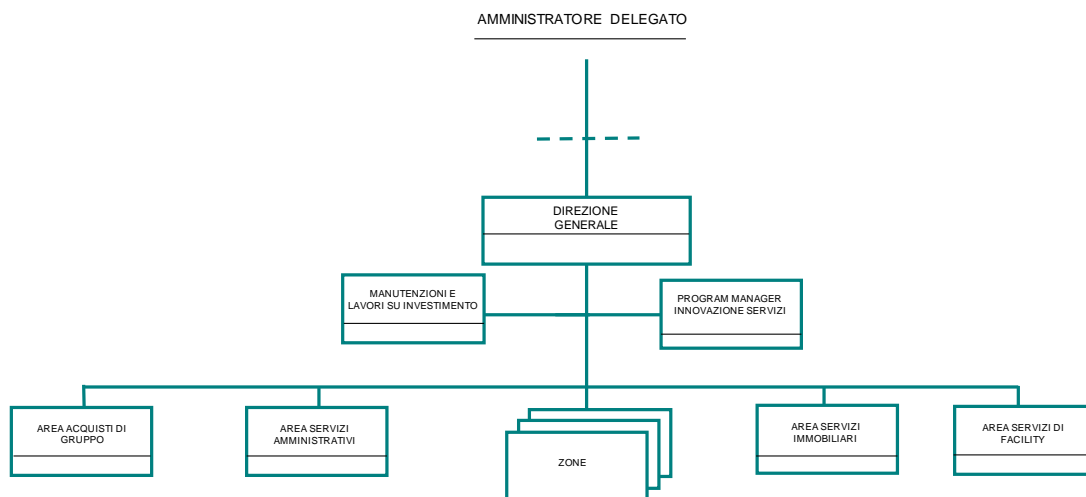 AMMINISTRATORE DELEGATO
DIREZIONE
GENERALE
MANUTENZIONI E
LAVORI SU INVESTIMENTO
PROGRAM MANAGER
INNOVAZIONE SERVIZI
AREA ACQUISTI DI
GRUPPO
AREA SERVIZI
AMMINISTRATIVI
ZONE
AREA SERVIZI
IMMOBILIARI
AREA SERVIZI DI
FACILITY